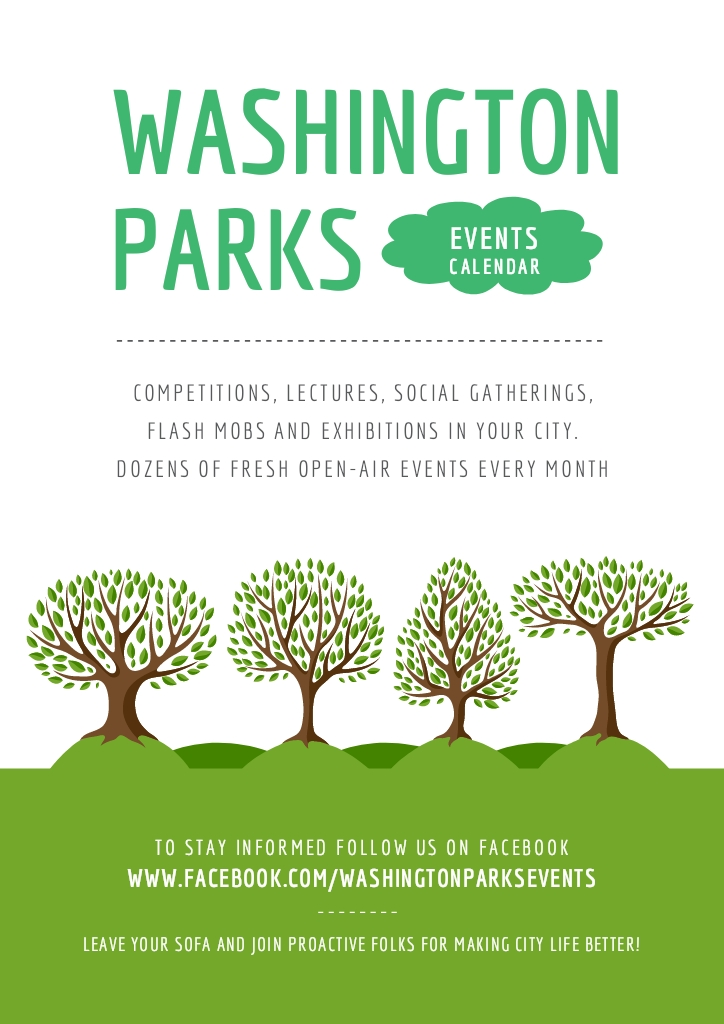 WASHINGTON
PARKS
EVENTS
CALENDAR
COMPETITIONS, LECTURES, SOCIAL GATHERINGS,
FLASH MOBS AND EXHIBITIONS IN YOUR CITY.
DOZENS OF FRESH OPEN-AIR EVENTS EVERY MONTH
TO STAY INFORMED FOLLOW US ON FACEBOOK
WWW.FACEBOOK.COM/WASHINGTONPARKSEVENTS
LEAVE YOUR SOFA AND JOIN PROACTIVE FOLKS FOR MAKING CITY LIFE BETTER!